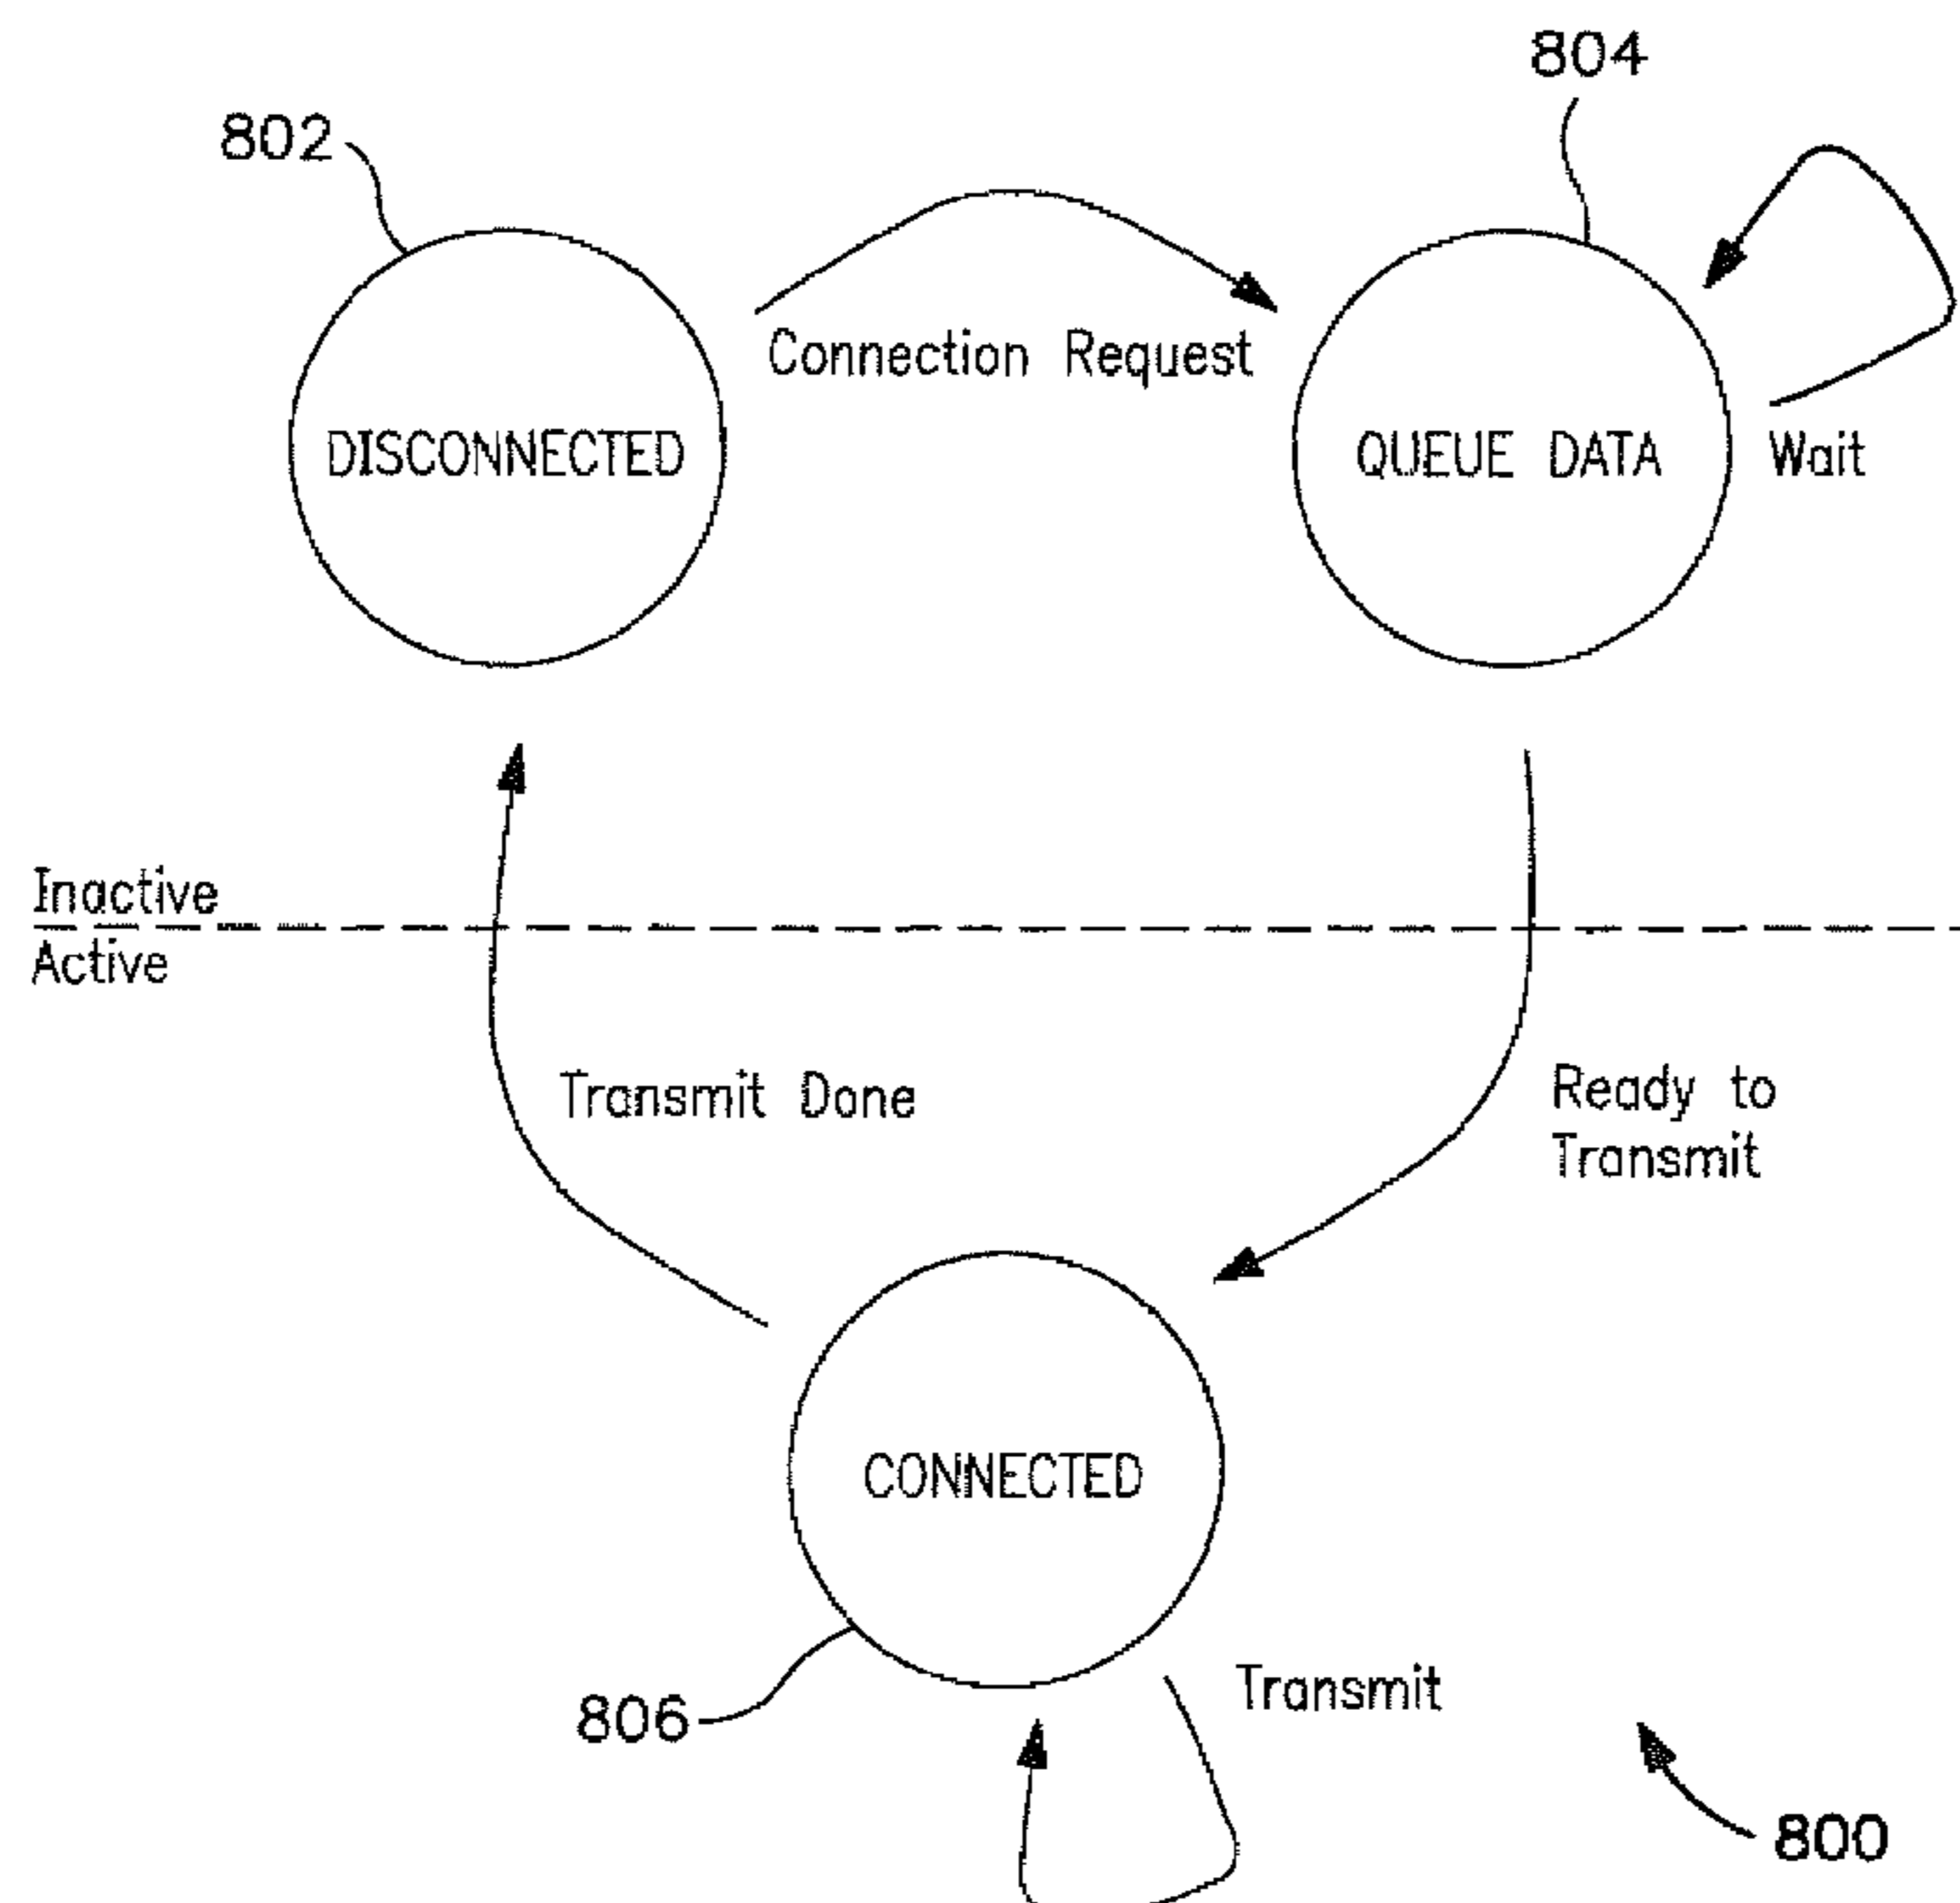 804
802
Connection Request
DISCONNECTED
QUEUE DATA
Wait
Inactive
Active
Transmit Done
Ready to
Transmit
CONNECTED
Transmit
806
800